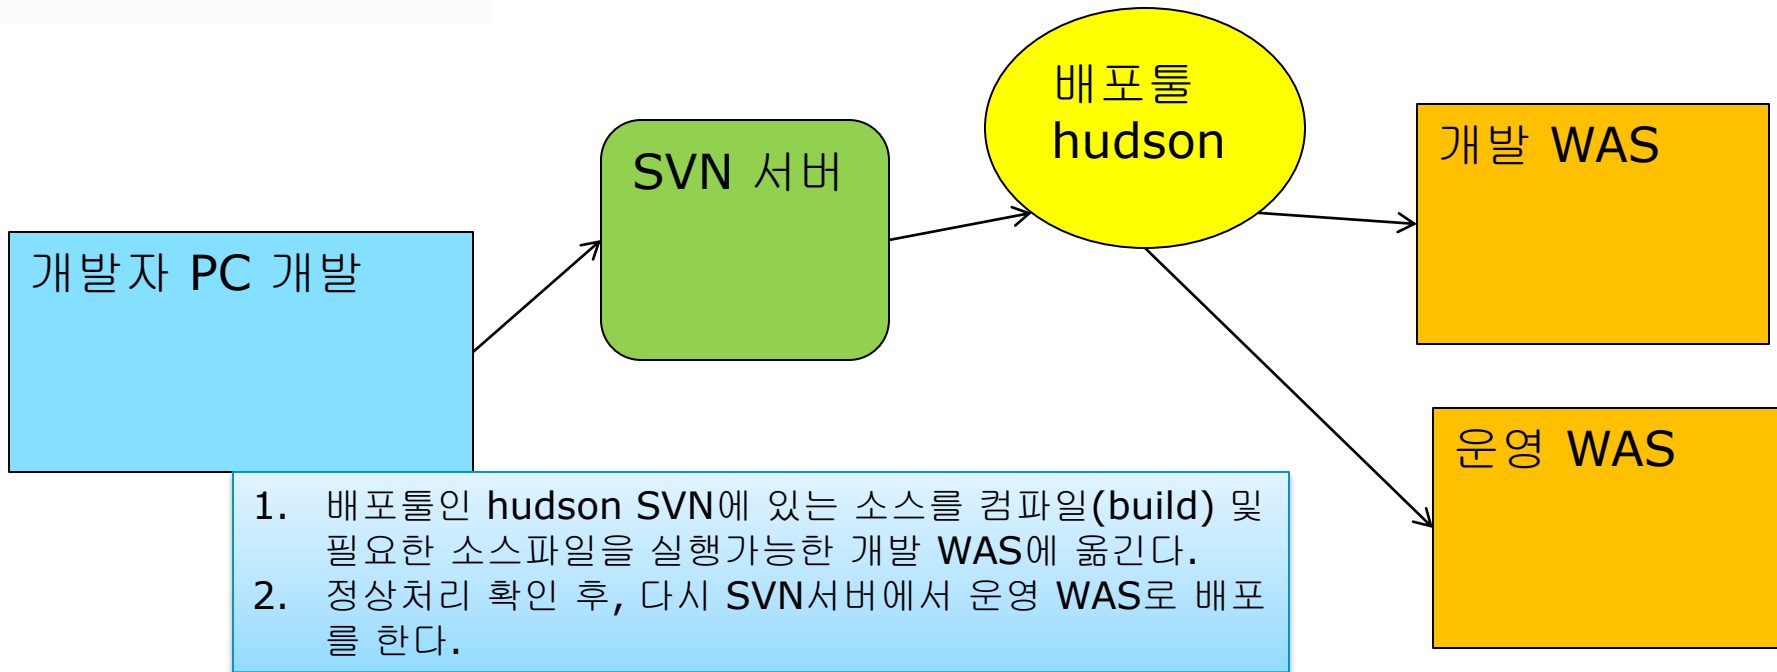 배포툴
hudson
개발 WAS
SVN 서버
개발자 PC 개발
운영 WAS
1. 배포툴인 hudson SVN에 있는 소스를 컴파일(build) 및
필요한 소스파일을 실행가능한 개발 WAS에 옮긴다.
2. 정상처리 확인 후, 다시 SVN서버에서 운영 WAS로 배포
를 한다.